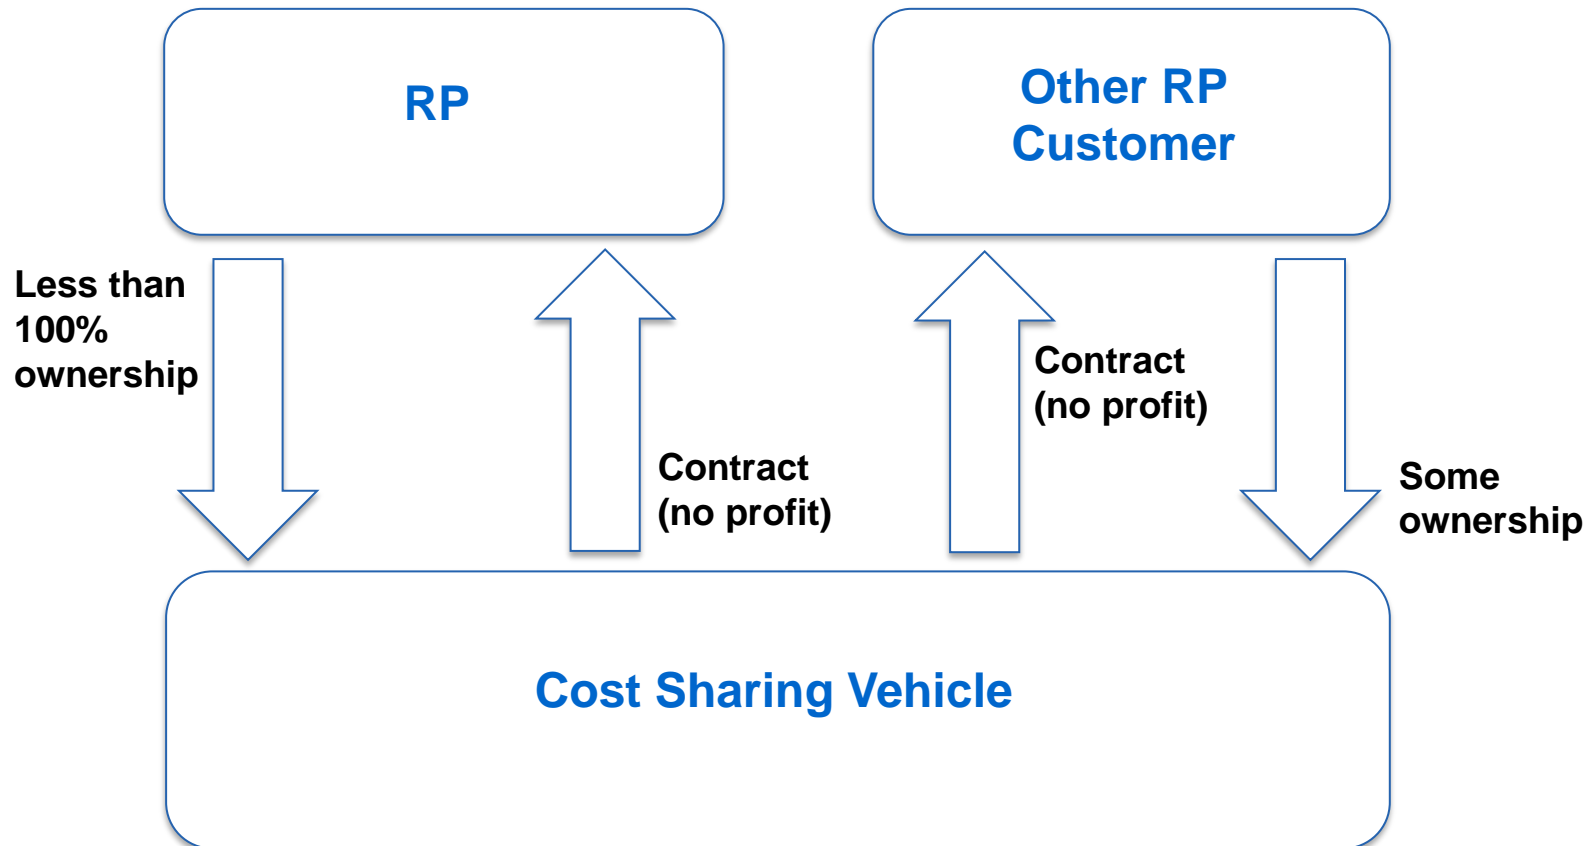 RP
Other RP
Customer
Less than
100%
ownership
Contract
(no profit)
Contract
(no profit)
Some
ownership
Cost Sharing Vehicle